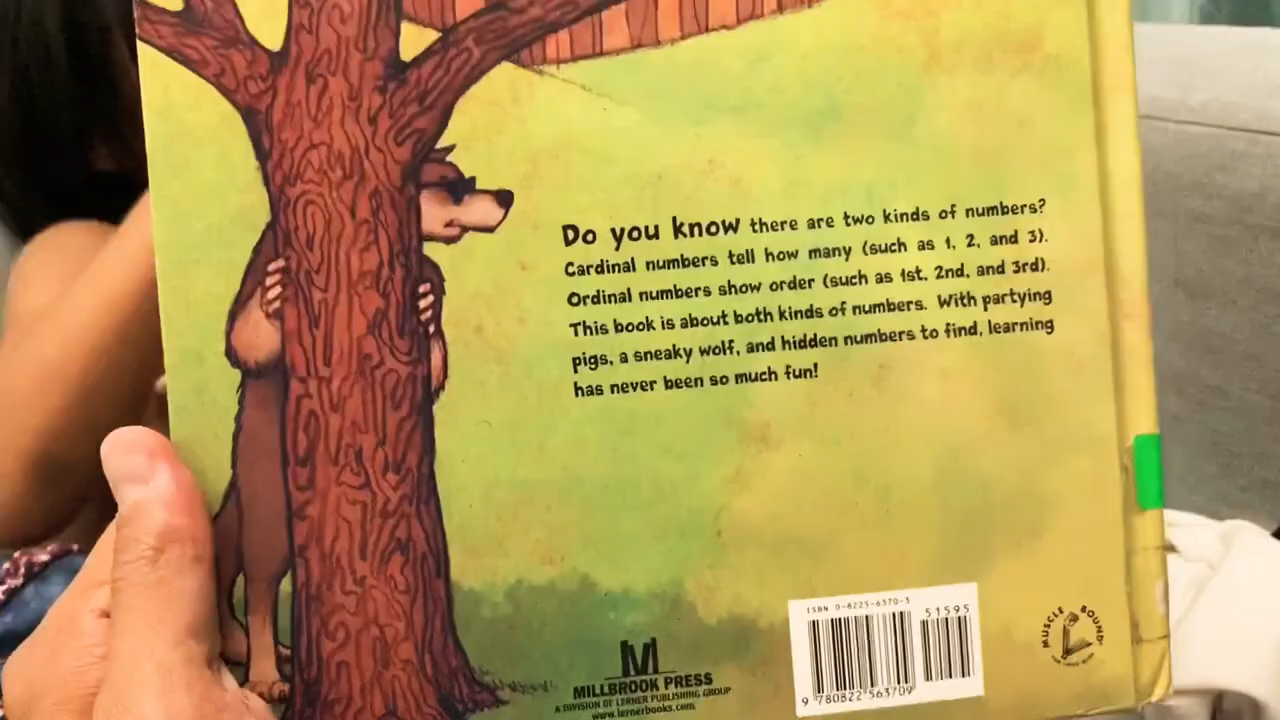 Do you know there are two kinds of numbers?
Cardinal numbers tell how many (such as 1, 2, and 3).
Ordinal numbers show order (such as 1st, 2nd, and 3rd).
This book is about both kinds of numbers. With partying
pigs, a sneaky wolf, and hidden numbers to find, learning
has never been so much fun!
ISBN 0-8225-6370-3
51595
9 780822 563709
MUSCLE BOUND
M
MILLBROOK PRESS
A DIVISION OF LERNER PUBLISHING GROUP
www.lernerbooks.com